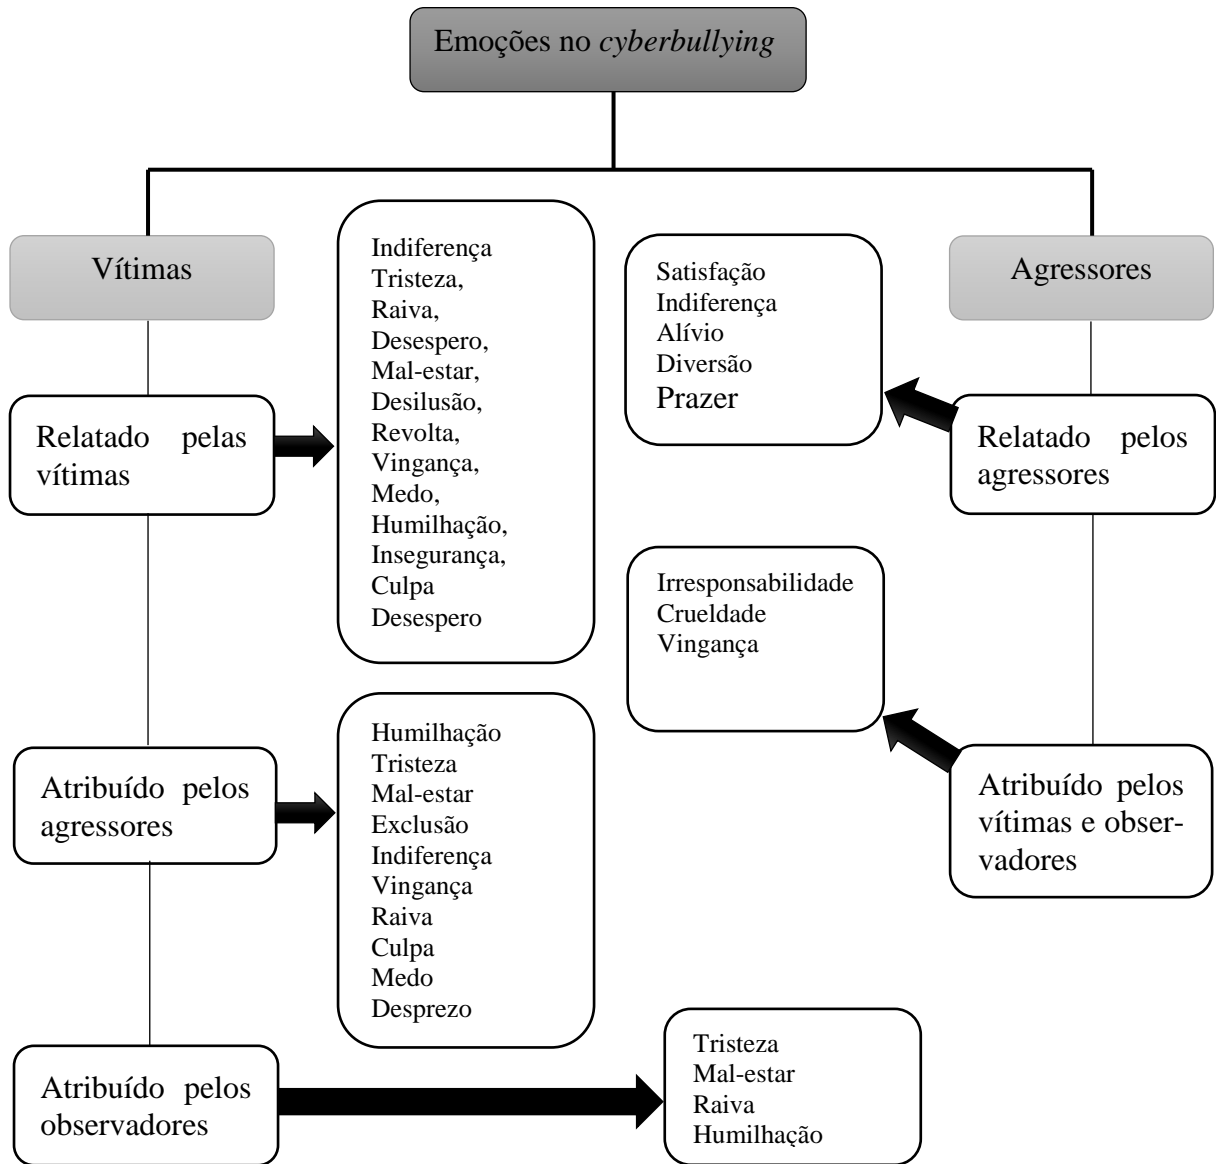 Emoções no cyberbullying
Vítimas
Relatado pelas
vítimas
Indiferença
Tristeza,
Raiva,
Desespero,
Mal-estar,
Desilusão,
Revolta,
Vingança,
Medo,
Humilhação,
Insegurança,
Culpa
Desespero
Atribuído pelos
agressores
Humilhação
Tristeza
Mal-estar
Exclusão
Indiferença
Vingança
Raiva
Culpa
Medo
Desprezo
Atribuído pelos
observadores
Tristeza
Mal-estar
Raiva
Humilhação
Agressores
Relatado pelos
agressores
Satisfação
Indiferença
Alívio
Diversão
Prazer
Atribuído pelos
vítimas e obser-
vadores
Irresponsabilidade
Crueldade
Vingança